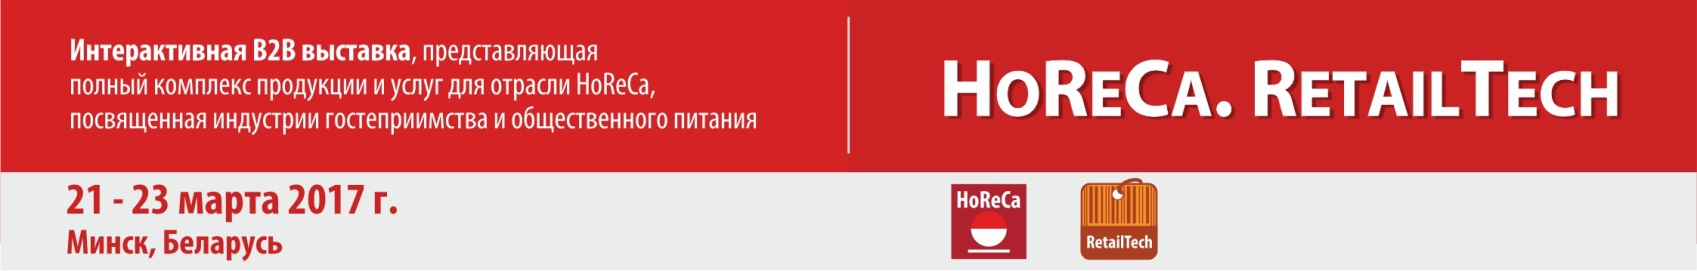 Интерактивная B2B выставка, представляющая
полный комплекс продукции и услуг для отрасли HoReCa,
посвященная индустрии гостеприимства и общественного питания
HoReCa. RetailTech
21 - 23 марта 2017 г.
Минск, Беларусь
HoReCa
RetailTech